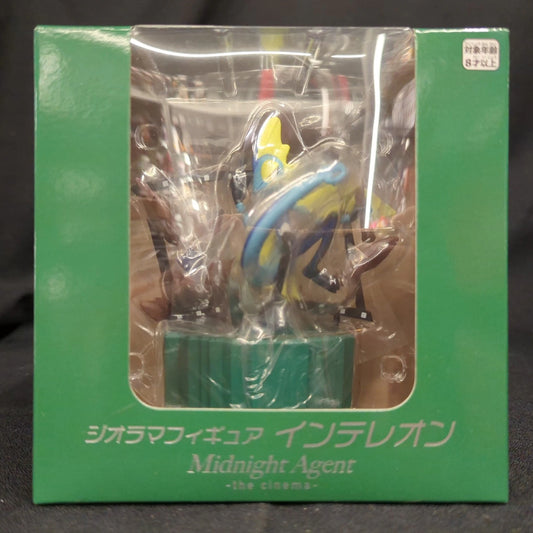 対象年齢
8才以上
ジオラマフィギュア インテレオン
Midnight Agent
-the cinema-